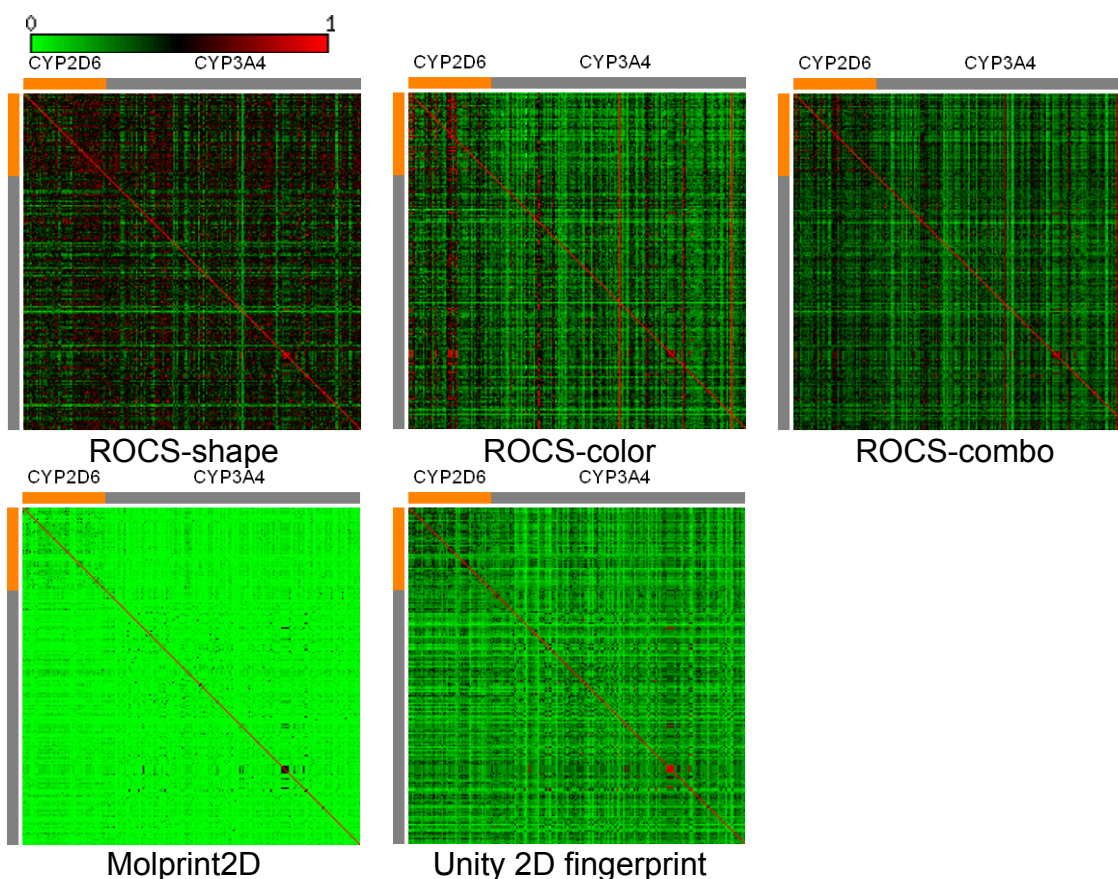 0 1
CYP2D6 CYP3A4 CYP2D6 CYP3A4 CYP2D6 CYP3A4
ROCS-shape ROCS-color ROCS-combo
CYP2D6 CYP3A4 CYP2D6 CYP3A4
Molprint2D Unity 2D fingerprint